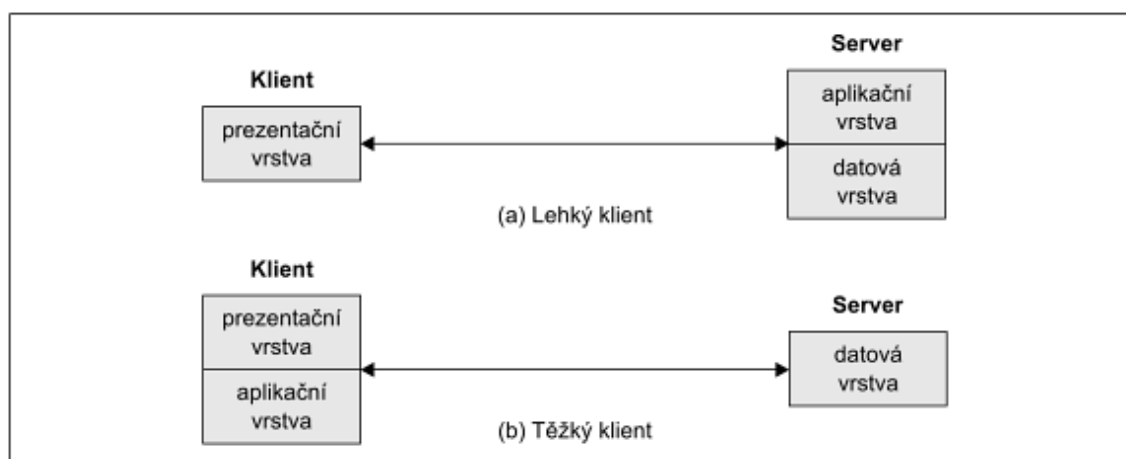 Klient
prezentační
vrstva
Server
aplikační
vrstva
datová
vrstva
(a) Lehký klient
Klient
prezentační
vrstva
aplikační
vrstva
Server
datová
vrstva
(b) Těžký klient